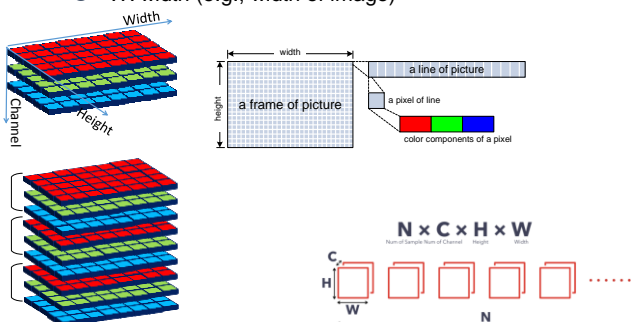 Width
Height
Channel
width
height
a frame of picture
a line of picture
a pixel of line
color components of a pixel
N × C × H × W
Num of Sample Num of Channel Height Width
C
H
W
N